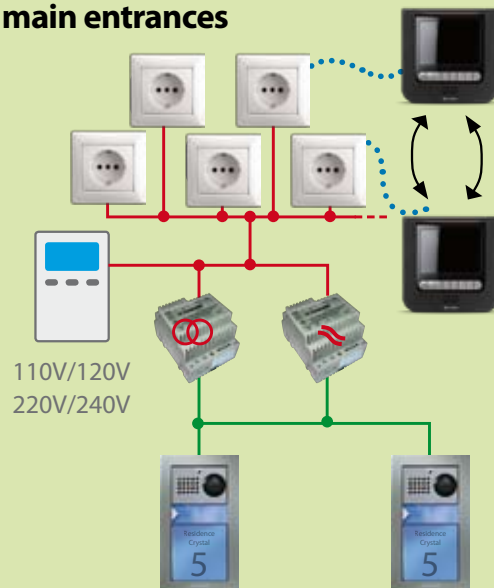 main entrances
110V/120V
220V/240V
Residence
Crystal
5
Residence
Crystal
5